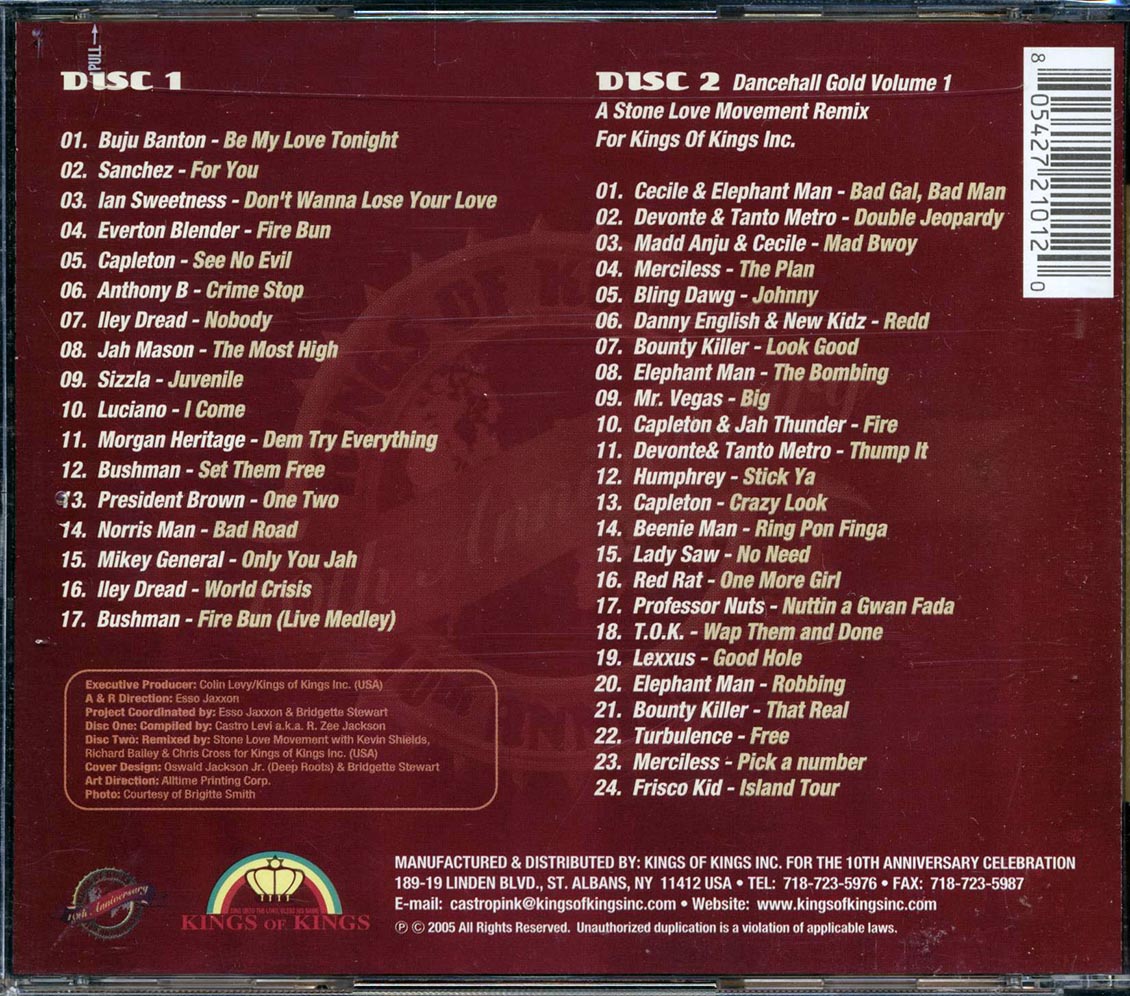 PULL
DISC 1
01. Buju Banton - Be My Love Tonight
02. Sanchez - For You
03. Ian Sweetness - Don't Wanna Lose Your Love
04. Everton Blender - Fire Bun
05. Capleton - See No Evil
06. Anthony B - Crime Stop
07. Iley Dread - Nobody
08. Jah Mason - The Most High
09. Sizzla - Juvenile
10. Luciano - I Come
11. Morgan Heritage - Dem Try Everything
12. Bushman - Set Them Free
13. President Brown - One Two
14. Norris Man - Bad Road
15. Mikey General - Only You Jah
16. Iley Dread - World Crisis
17. Bushman - Fire Bun (Live Medley)
Executive Producer: Colin Levy/Kings of Kings Inc. (USA)
A & R Direction: Esso Jaxxon
Project Coordinated by: Esso Jaxxon & Bridgette Stewart
Disc One: Compiled by: Castro Levi a.k.a. R. Zee Jackson
Disc Two: Remixed by: Stone Love Movement with Kevin Shields,
Richard Bailey & Chris Cross for Kings of Kings Inc. (USA)
Cover Design: Oswald Jackson Jr. (Deep Roots) & Bridgette Stewart
Art Direction: Alltime Printing Corp.
Photo: Courtesy of Brigitte Smith
DISC 2 Dancehall Gold Volume 1
A Stone Love Movement Remix
For Kings Of Kings Inc.
01. Cecile & Elephant Man - Bad Gal, Bad Man
02. Devonte & Tanto Metro - Double Jeopardy
03. Madd Anju & Cecile - Mad Bwoy
04. Merciless - The Plan
05. Bling Dawg - Johnny
06. Danny English & New Kidz - Redd
07. Bounty Killer - Look Good
08. Elephant Man - The Bombing
09. Mr. Vegas - Big
10. Capleton & Jah Thunder - Fire
11. Devonte& Tanto Metro - Thump It
12. Humphrey - Stick Ya
13. Capleton - Crazy Look
14. Beenie Man - Ring Pon Finga
15. Lady Saw - No Need
16. Red Rat - One More Girl
17. Professor Nuts - Nuttin a Gwan Fada
18. T.O.K. - Wap Them and Done
19. Lexxus - Good Hole
20. Elephant Man - Robbing
21. Bounty Killer - That Real
22. Turbulence - Free
23. Merciless - Pick a number
24. Frisco Kid - Island Tour
8 05427 21012 0
10th Anniversary
KINGS OF KINGS
MANUFACTURED & DISTRIBUTED BY: KINGS OF KINGS INC. FOR THE 10TH ANNIVERSARY CELEBRATION
189-19 LINDEN BLVD., ST. ALBANS, NY 11412 USA • TEL: 718-723-5976 • FAX: 718-723-5987
E-mail: castropink@kingsofkingsinc.com • Website: www.kingsofkingsinc.com
℗ © 2005 All Rights Reserved. Unauthorized duplication is a violation of applicable laws.